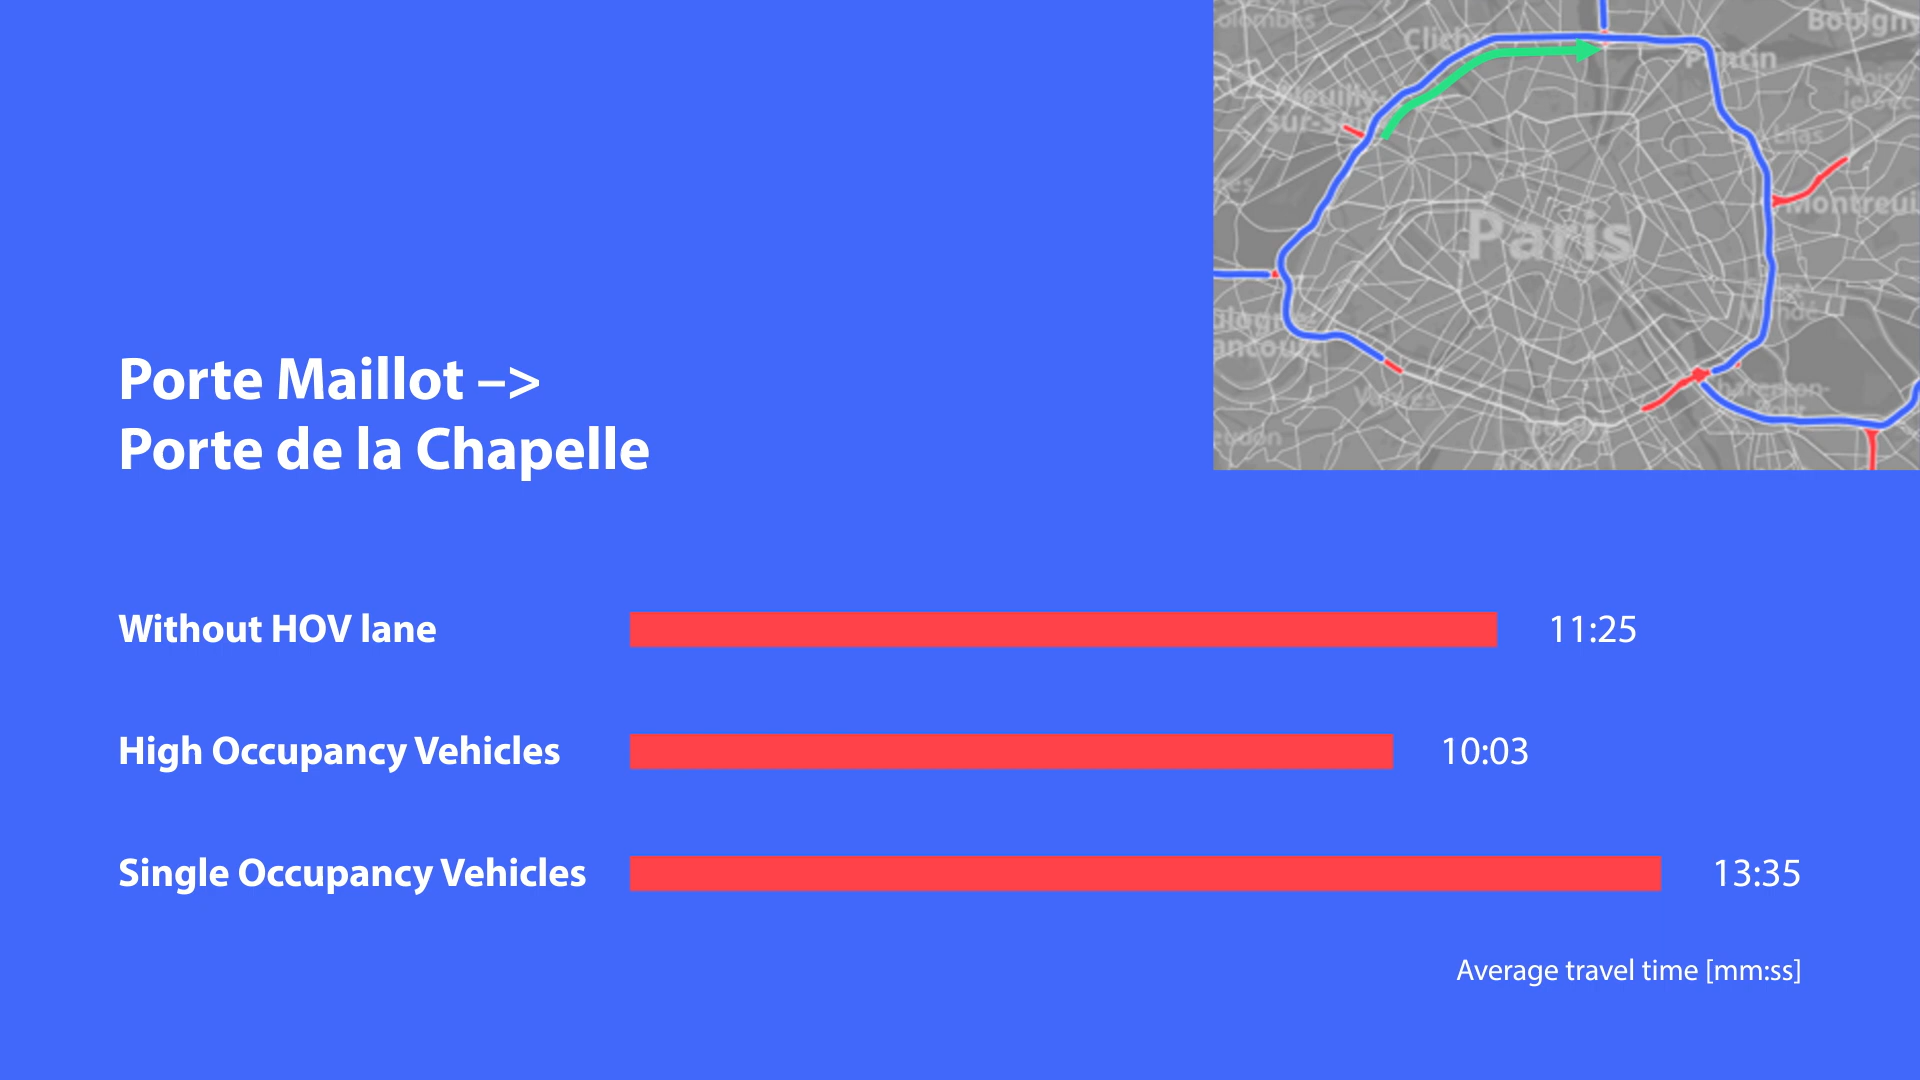 Porte Maillot –>
Porte de la Chapelle
Paris
Without HOV lane 11:25
High Occupancy Vehicles 10:03
Single Occupancy Vehicles 13:35
Average travel time [mm:ss]